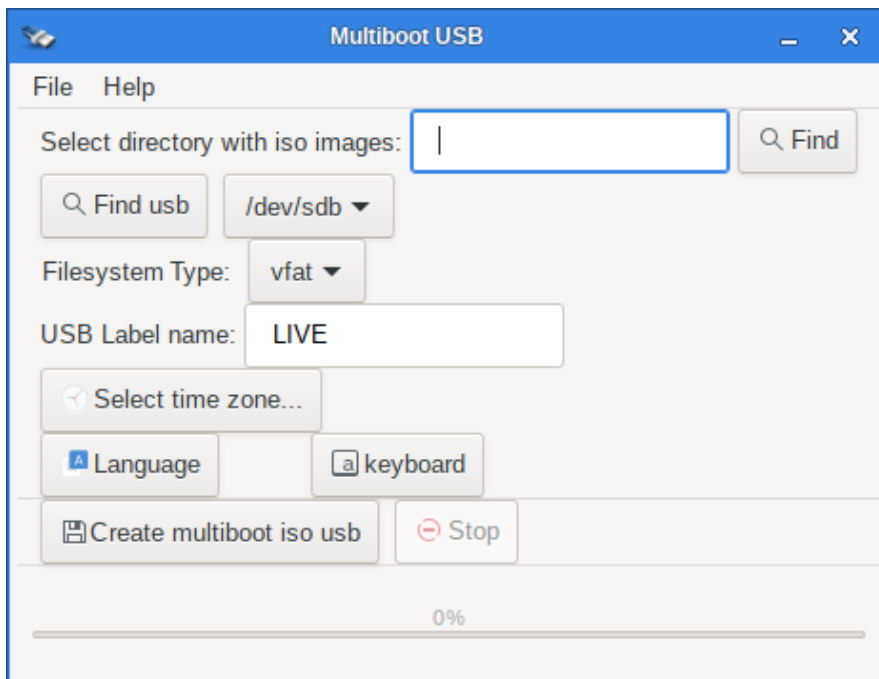 Multiboot USB
File Help
Select directory with iso images: Find
Find usb /dev/sdb
Filesystem Type: vfat
USB Label name: LIVE
Select time zone...
A Language a keyboard
Create multiboot iso usb Stop
0%